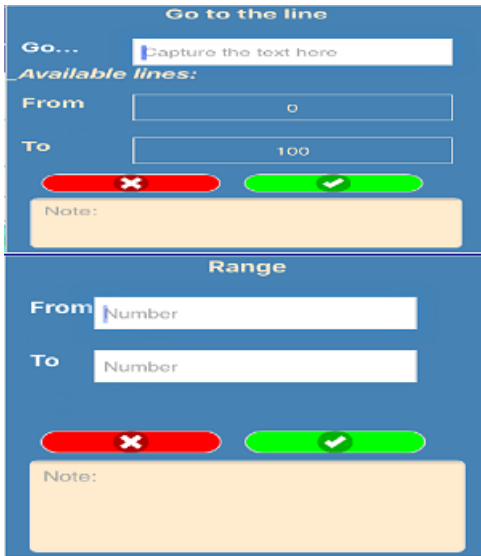 Go to the line
Go... Capture the text here
_Available lines:
From 0
To 100
Note:
Range
From Number
To Number
Note: